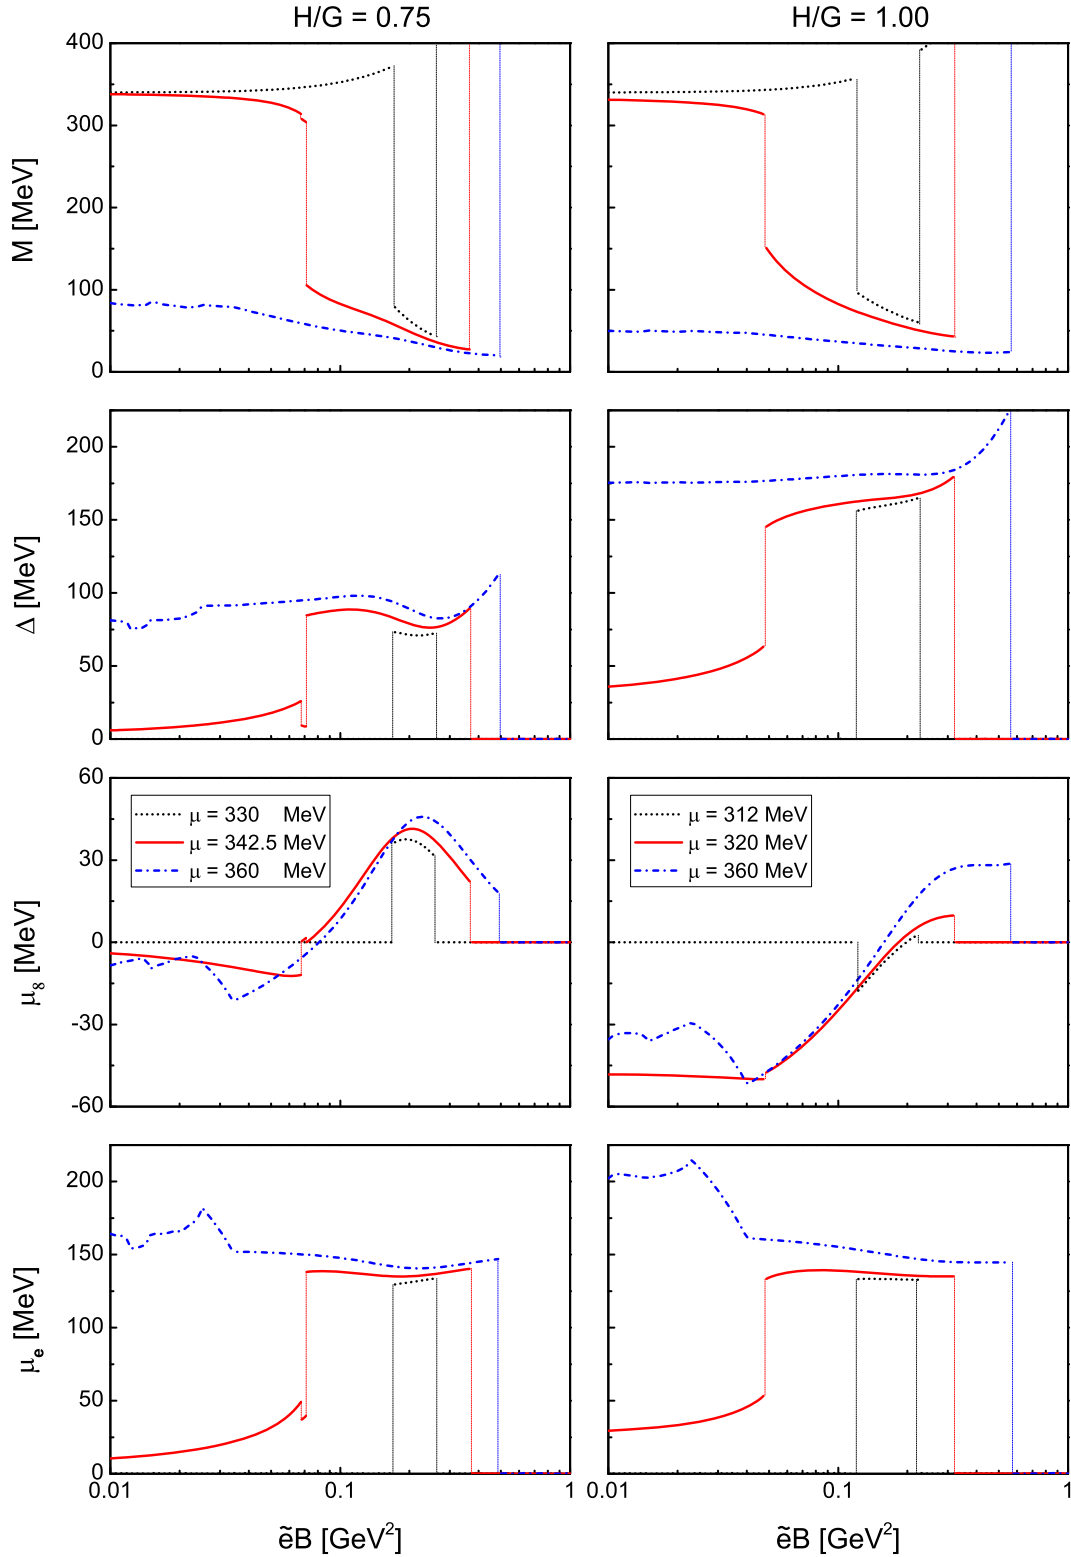 H/G = 0.75 H/G = 1.00
400
300
200
100
0
M [MeV]
200
150
100
50
0
Δ [MeV]
60
30
0
-30
-60
μ₈ [MeV]
μ = 330 MeV
μ = 342.5 MeV
μ = 360 MeV
μ = 312 MeV
μ = 320 MeV
μ = 360 MeV
200
150
100
50
0
μₑ [MeV]
0.01 0.1 1 0.01 0.1 1
ẽB [GeV²] ẽB [GeV²]